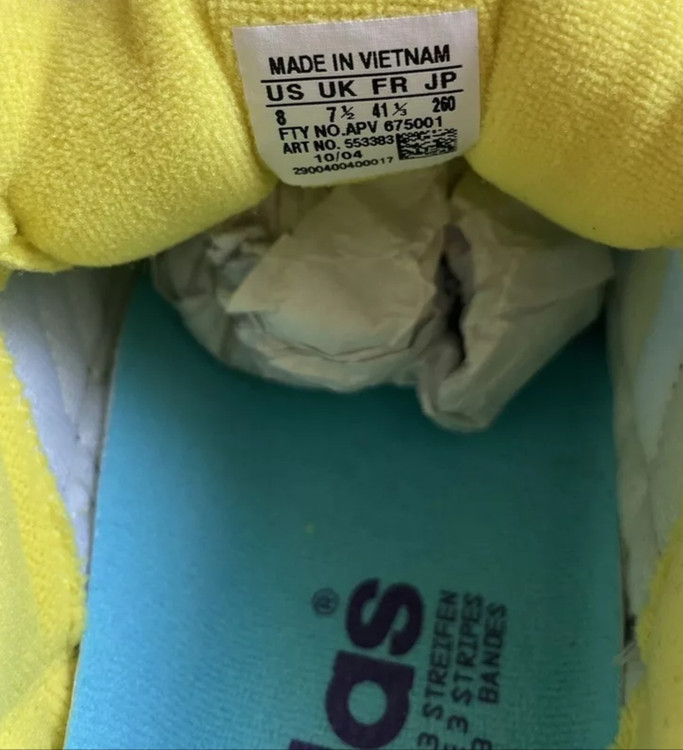 MADE IN VIETNAM
US UK FR JP
8 7½ 41⅓ 260
FTY NO.APV 675001
ART NO. 553383
10/04
2900400400017
®
das
3 STREIFEN
E 3 STRIPES
3 BANDES